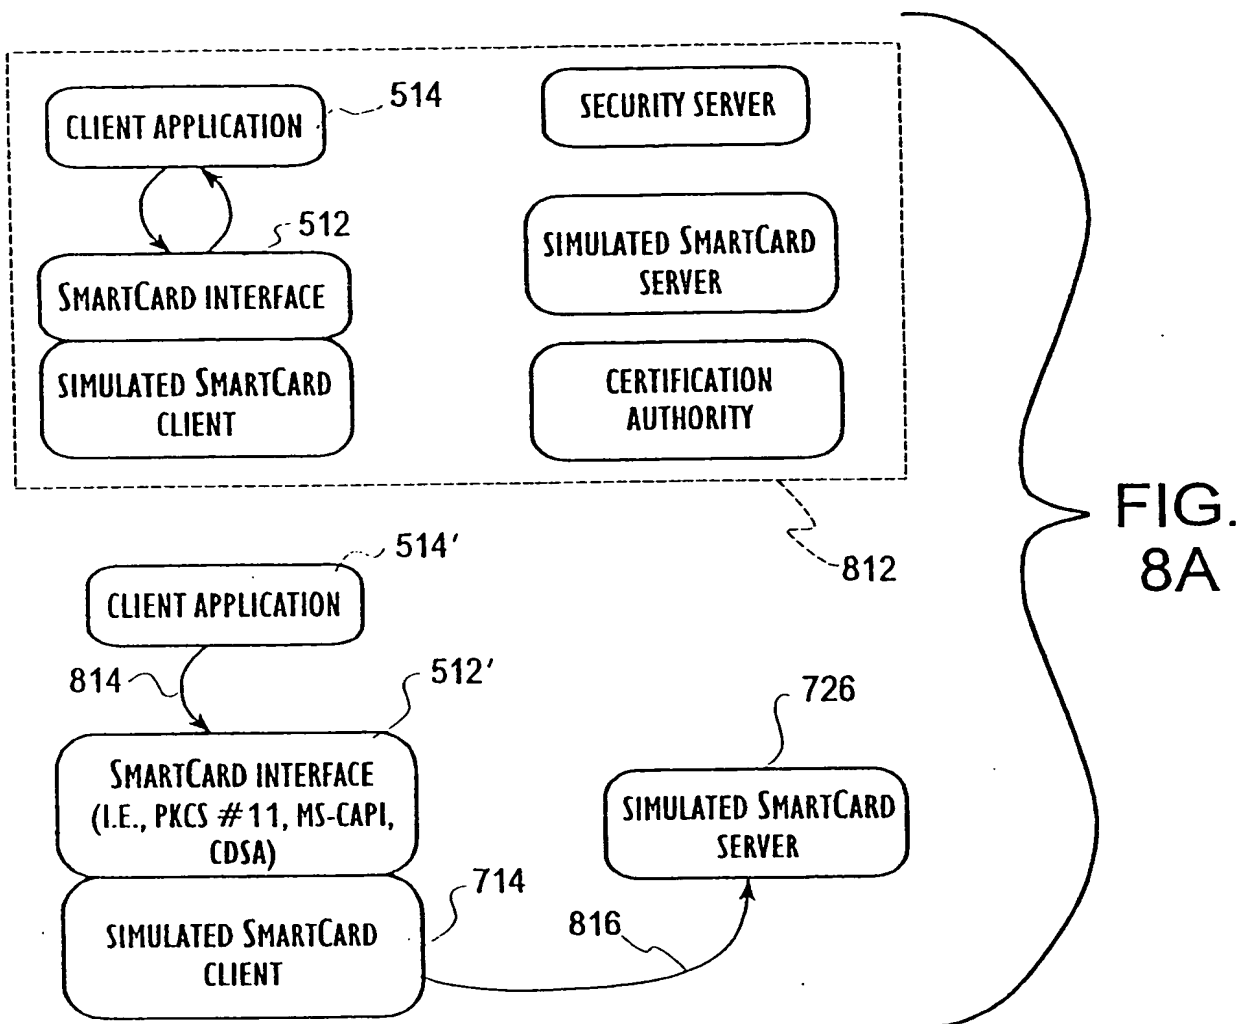 CLIENT APPLICATION
514
SECURITY SERVER
512
SMARTCARD INTERFACE
SIMULATED SMARTCARD
CLIENT
SIMULATED SMARTCARD
SERVER
CERTIFICATION
AUTHORITY
812
FIG.
8A
514'
CLIENT APPLICATION
814
512'
SMARTCARD INTERFACE
(I.E., PKCS #11, MS-CAPI,
CDSA)
714
SIMULATED SMARTCARD
CLIENT
726
SIMULATED SMARTCARD
SERVER
816